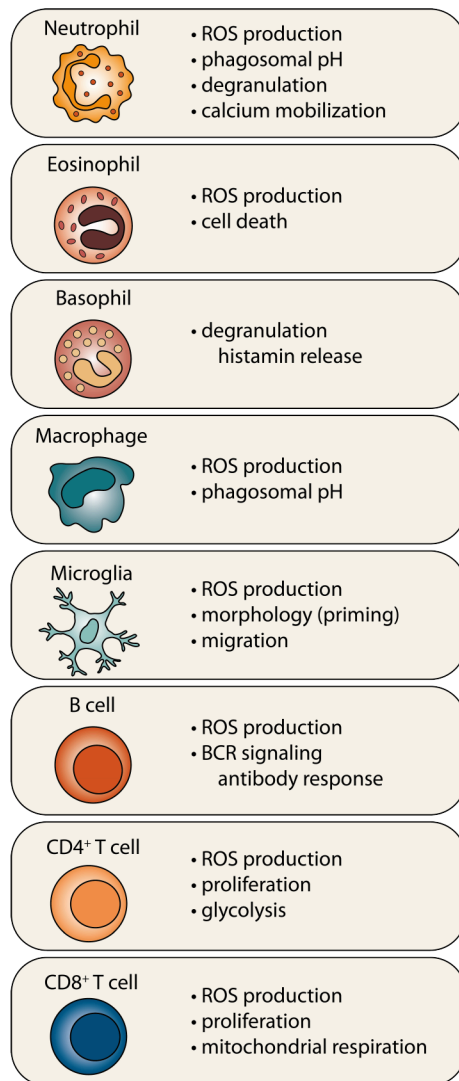 Neutrophil
• ROS production
• phagosomal pH
• degranulation
• calcium mobilization
Eosinophil
• ROS production
• cell death
Basophil
• degranulation
histamin release
Macrophage
• ROS production
• phagosomal pH
Microglia
• ROS production
• morphology (priming)
• migration
B cell
• ROS production
• BCR signaling
antibody response
CD4⁺ T cell
• ROS production
• proliferation
• glycolysis
CD8⁺ T cell
• ROS production
• proliferation
• mitochondrial respiration